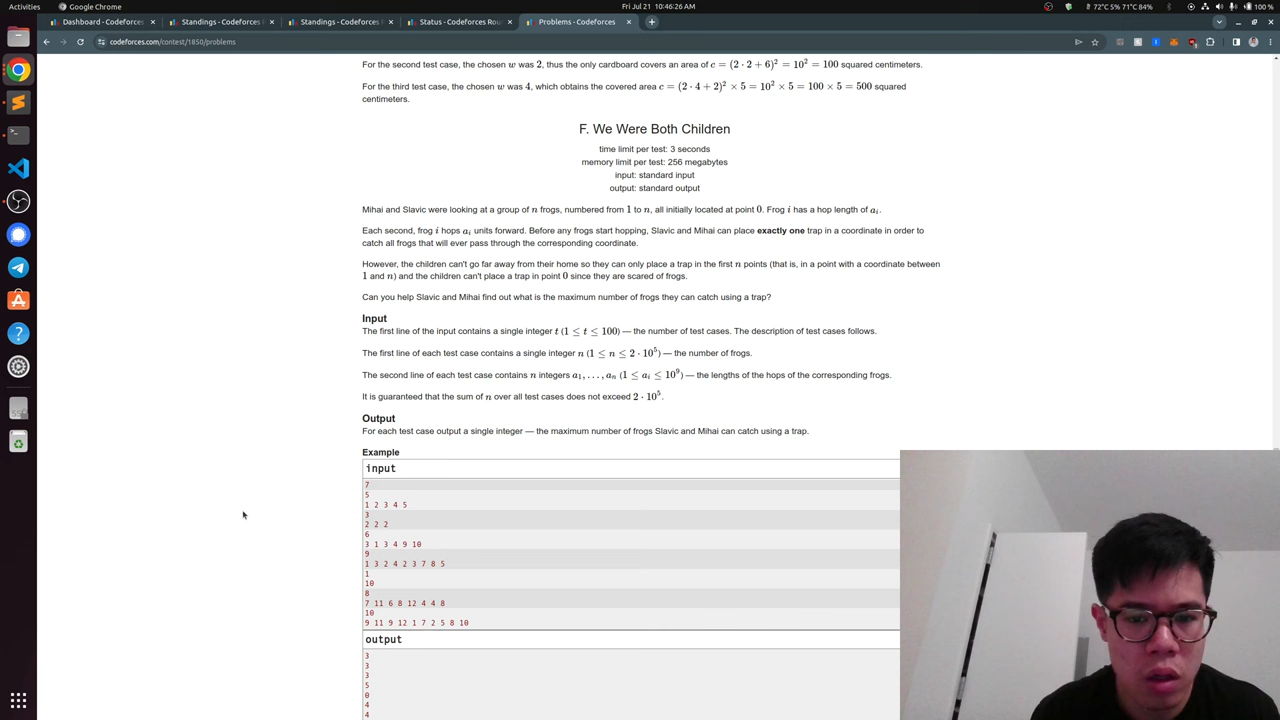 Activities
Google Chrome
Fri Jul 21 10:46:26 AM
72°C 5% 71°C 84%
100 %
Dashboard - Codeforces
Standings - Codeforces
Standings - Codeforces
Status - Codeforces Rou
Problems - Codeforces
codeforces.com/contest/1850/problems
For the second test case, the chosen w was 2, thus the only cardboard covers an area of c = (2 · 2 + 6)² = 10² = 100 squared centimeters.
For the third test case, the chosen w was 4, which obtains the covered area c = (2 · 4 + 2)² × 5 = 10² × 5 = 100 × 5 = 500 squared
centimeters.
F. We Were Both Children
time limit per test: 3 seconds
memory limit per test: 256 megabytes
input: standard input
output: standard output
Mihai and Slavic were looking at a group of n frogs, numbered from 1 to n, all initially located at point 0. Frog i has a hop length of aᵢ.
Each second, frog i hops aᵢ units forward. Before any frogs start hopping, Slavic and Mihai can place exactly one trap in a coordinate in order to
catch all frogs that will ever pass through the corresponding coordinate.
However, the children can't go far away from their home so they can only place a trap in the first n points (that is, in a point with a coordinate between
1 and n) and the children can't place a trap in point 0 since they are scared of frogs.
Can you help Slavic and Mihai find out what is the maximum number of frogs they can catch using a trap?
Input
The first line of the input contains a single integer t (1 ≤ t ≤ 100) — the number of test cases. The description of test cases follows.
The first line of each test case contains a single integer n (1 ≤ n ≤ 2 · 10⁵) — the number of frogs.
The second line of each test case contains n integers a₁, … , aₙ (1 ≤ aᵢ ≤ 10⁹) — the lengths of the hops of the corresponding frogs.
It is guaranteed that the sum of n over all test cases does not exceed 2 · 10⁵.
Output
For each test case output a single integer — the maximum number of frogs Slavic and Mihai can catch using a trap.
Example
input
7
5
1 2 3 4 5
3
2 2 2
6
3 1 3 4 9 10
9
1 3 2 4 2 3 7 8 5
1
10
8
7 11 6 8 12 4 4 8
10
9 11 9 12 1 7 2 5 8 10
output
3
3
3
5
0
4
4